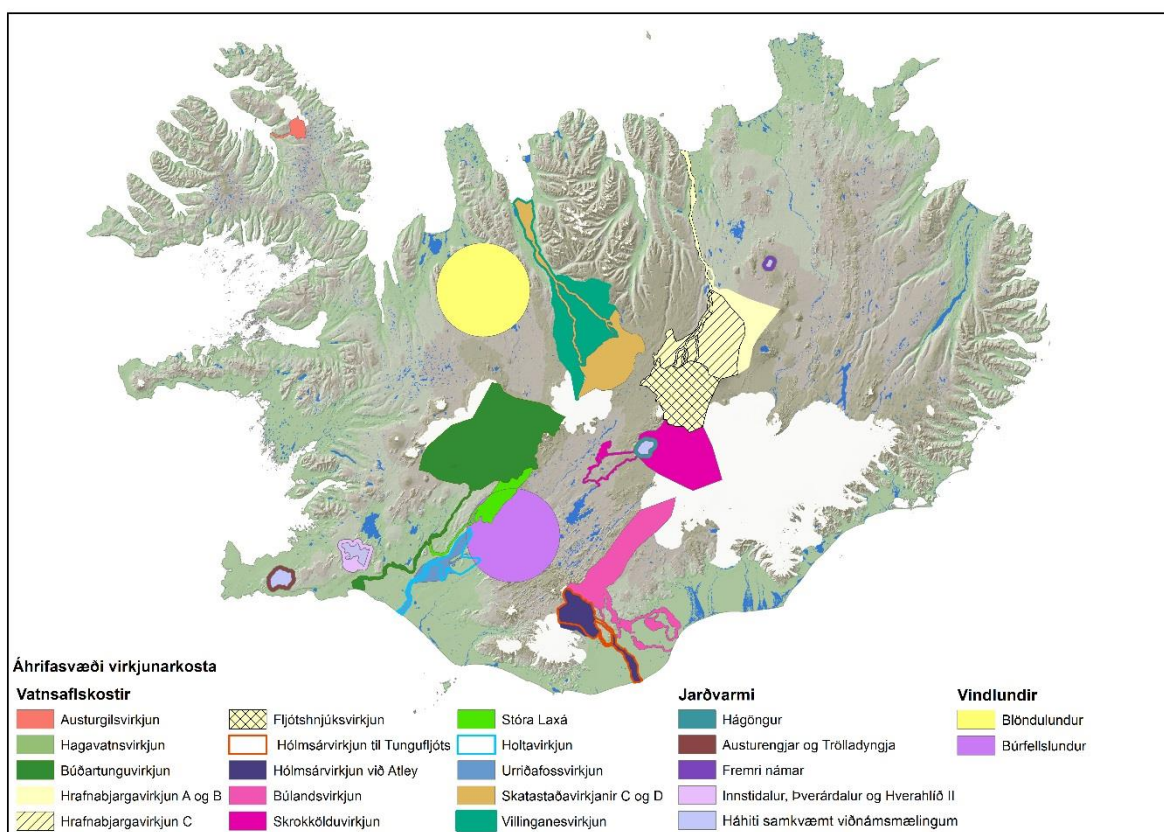 Áhrifasvæði virkjunarkosta
Vatnsaflskostir
Austurgilsvirkjun
Hagavatnsvirkjun
Búðartunguvirkjun
Hrafnabjargavirkjun A og B
Hrafnabjargavirkjun C
Fljótshnjúksvirkjun
Hólmsárvirkjun til Tungufljóts
Hólmsárvirkjun við Atley
Búlandsvirkjun
Skrokkölduvirkjun
Stóra Laxá
Holtavirkjun
Urriðafossvirkjun
Skatastaðavirkjanir C og D
Villinganesvirkjun
Jarðvarmi
Hágöngur
Austurengjar og Trölladyngja
Fremri námar
Innstidalur, Þverárdalur og Hverahlíð II
Háhiti samkvæmt viðnámsmælingum
Vindlundir
Blöndulundur
Búrfellslundur